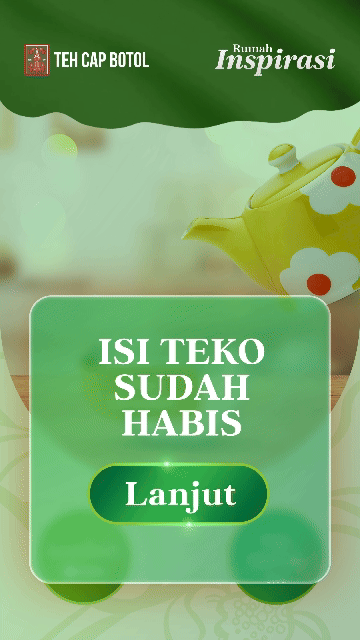 TEH CAP BOTOL
Rumah
Inspirasi
ISI TEKO
SUDAH
HABIS
Lanjut